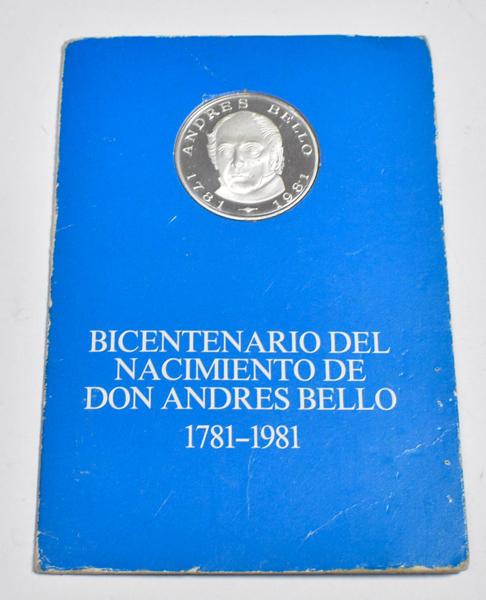 ANDRES BELLO
1781 1981
BICENTENARIO DEL
NACIMIENTO DE
DON ANDRES BELLO
1781-1981